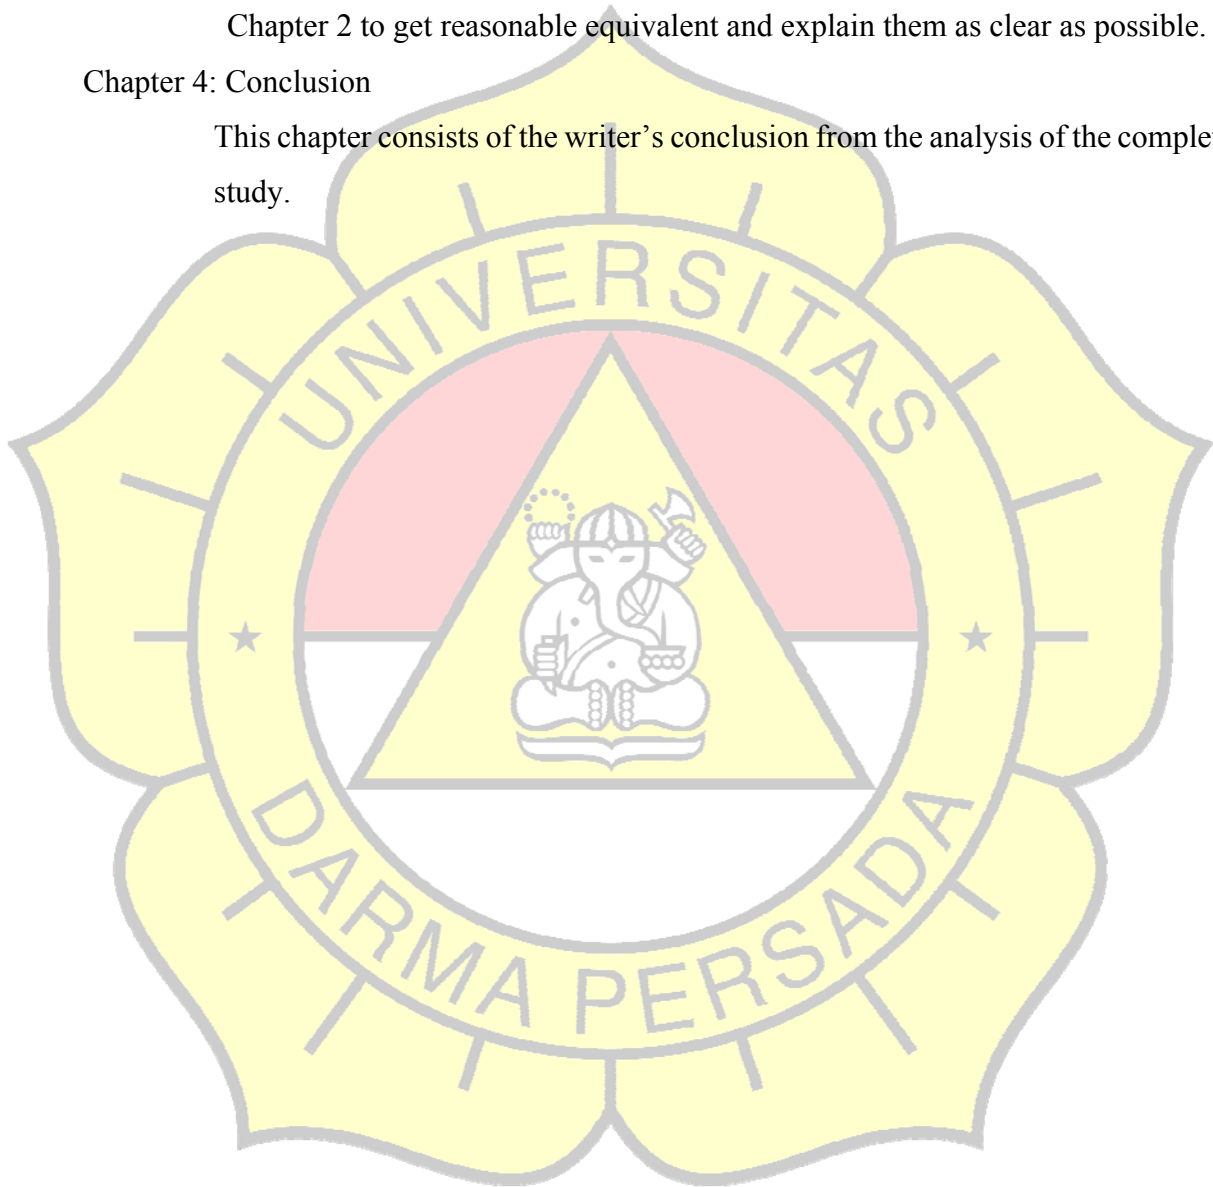 Chapter 2 to get reasonable equivalent and explain them as clear as possible.
Chapter 4: Conclusion
This chapter consists of the writer’s conclusion from the analysis of the comple
study.
UNIVERSITAS
DARMA PERSADA